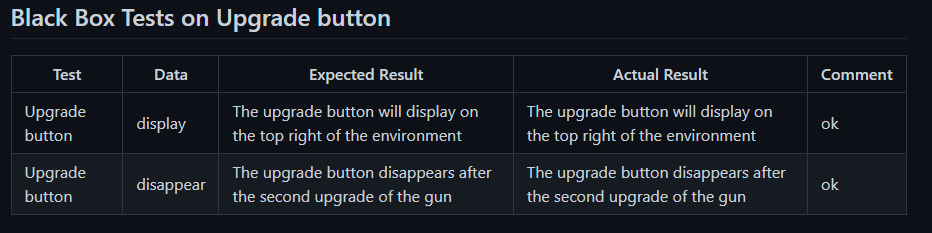 Black Box Tests on Upgrade button
Test Data Expected Result Actual Result Comment
Upgrade button display The upgrade button will display on the top right of the environment The upgrade button will display on the top right of the environment ok
Upgrade button disappear The upgrade button disappears after the second upgrade of the gun The upgrade button disappears after the second upgrade of the gun ok